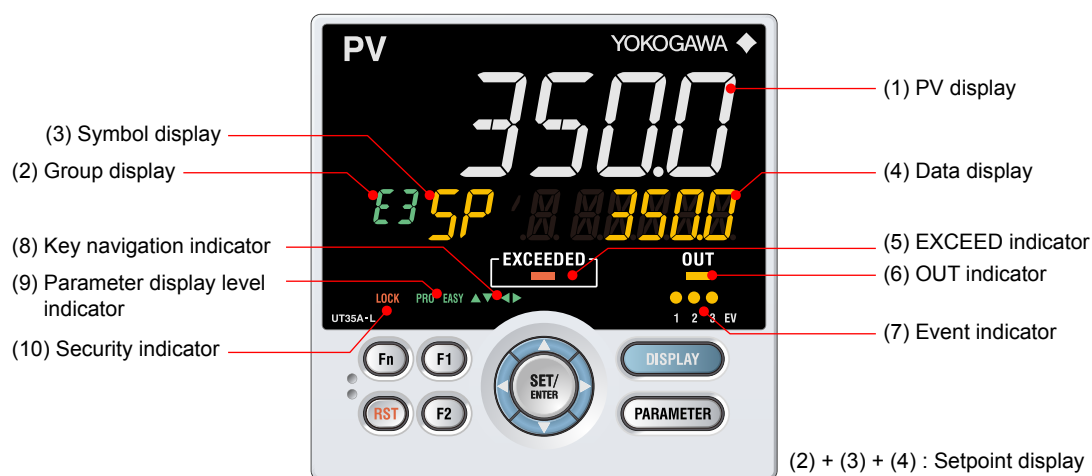 PV
YOKOGAWA
350.0
(1) PV display
(3) Symbol display
(2) Group display
(4) Data display
E3 SP 350.0
(8) Key navigation indicator
EXCEEDED
OUT
(5) EXCEED indicator
(6) OUT indicator
(9) Parameter display level
indicator
LOCK PRO EASY
UT35A-L
1 2 3 EV
(7) Event indicator
(10) Security indicator
Fn F1
SET/
ENTER
DISPLAY
RST F2
PARAMETER
(2) + (3) + (4) : Setpoint display